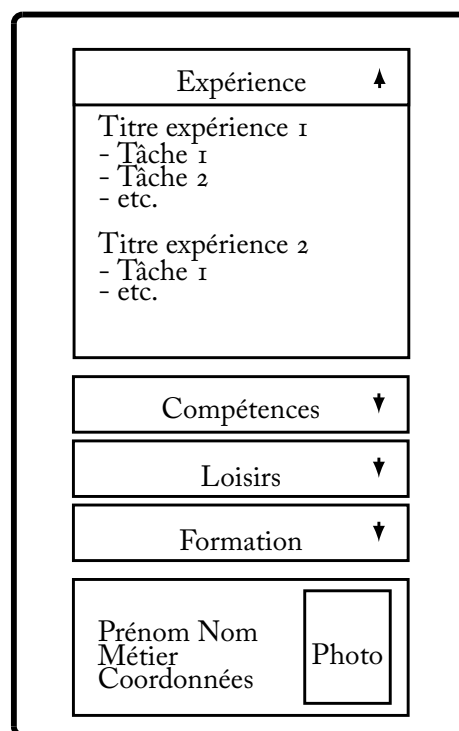 Expérience
Titre expérience 1
- Tâche 1
- Tâche 2
- etc.
Titre expérience 2
- Tâche 1
- etc.
Compétences
Loisirs
Formation
Prénom Nom
Métier
Coordonnées
Photo